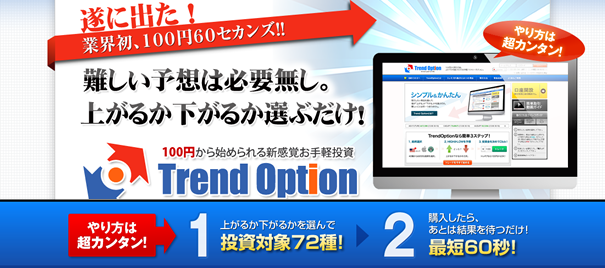 遂に出た！
業界初、100円60セカンズ!!
やり方は
超カンタン!
難しい予想は必要無し。
上がるか下がるか選ぶだけ!
100円から始められる新感覚お手軽投資
Trend Option
Trend Option
シンプル&かんたん
口座開設
TrendOptionなら簡単3ステップ!
やり方は
超カンタン!
1
上がるか下がるかを選んで
投資対象72種!
2
購入したら、
あとは結果を待つだけ!
最短60秒!